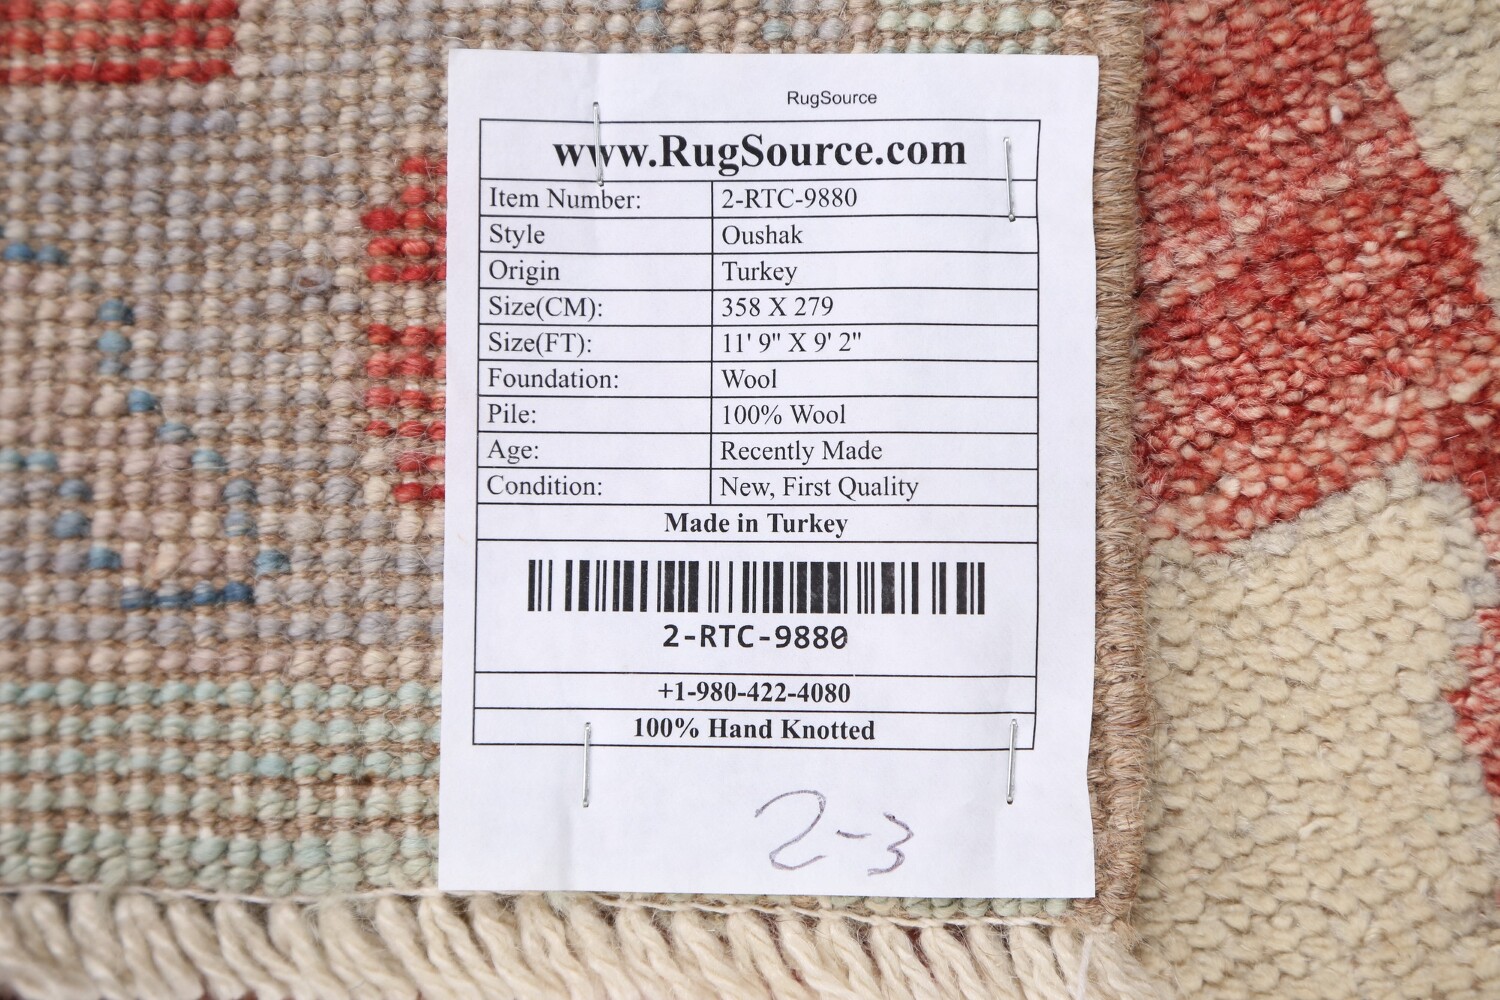 RugSource
www.RugSource.com
Item Number: 2-RTC-9880
Style Oushak
Origin Turkey
Size(CM): 358 X 279
Size(FT): 11' 9" X 9' 2"
Foundation: Wool
Pile: 100% Wool
Age: Recently Made
Condition: New, First Quality
Made in Turkey
2-RTC-9880
+1-980-422-4080
100% Hand Knotted
2-3